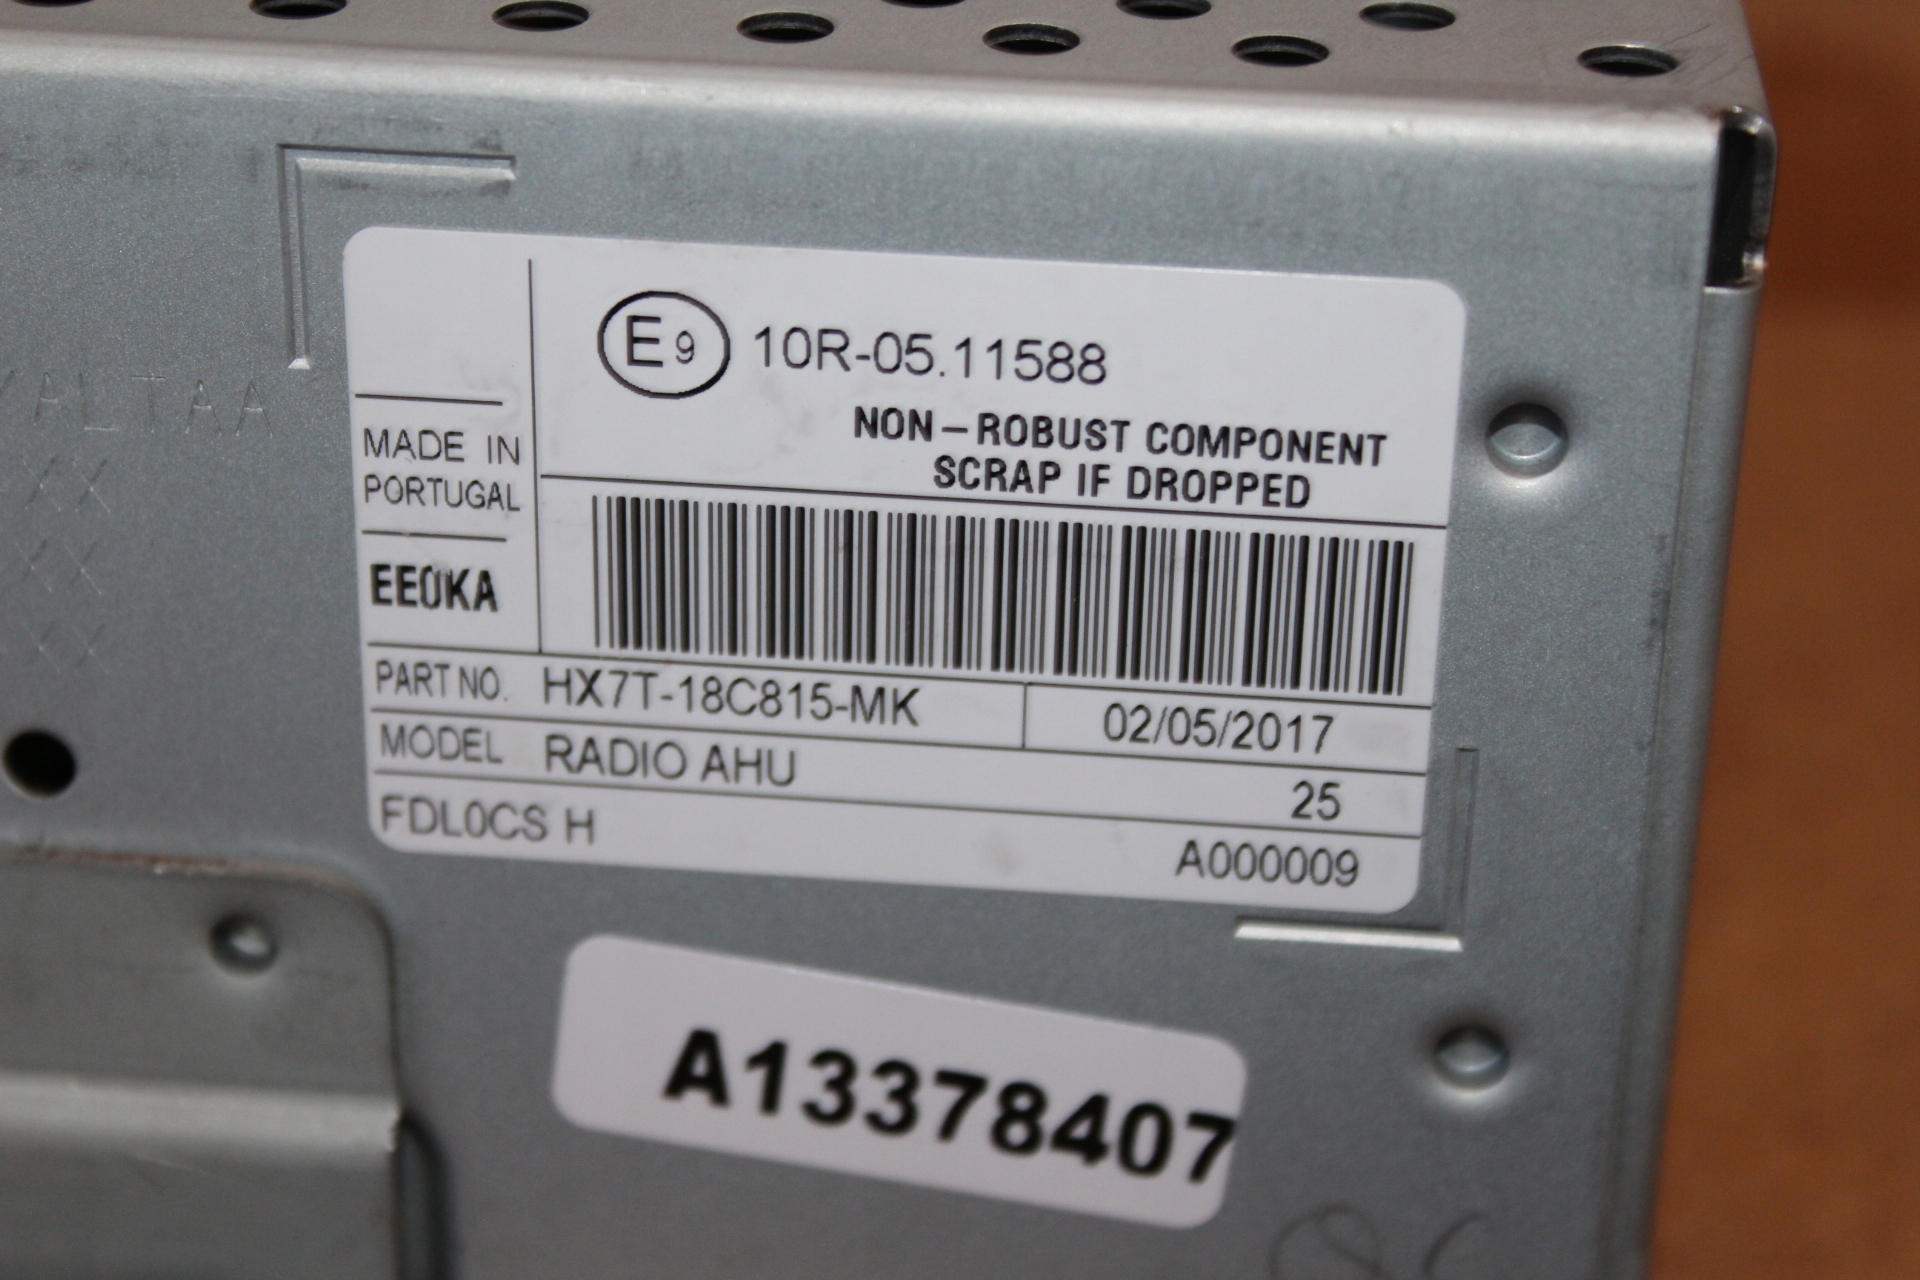 E9 10R-05.11588
NON-ROBUST COMPONENT
SCRAP IF DROPPED
MADE IN
PORTUGAL
EE0KA
PART NO. HX7T-18C815-MK 02/05/2017
MODEL RADIO AHU 25
FDL0CS H A000009
A13378407